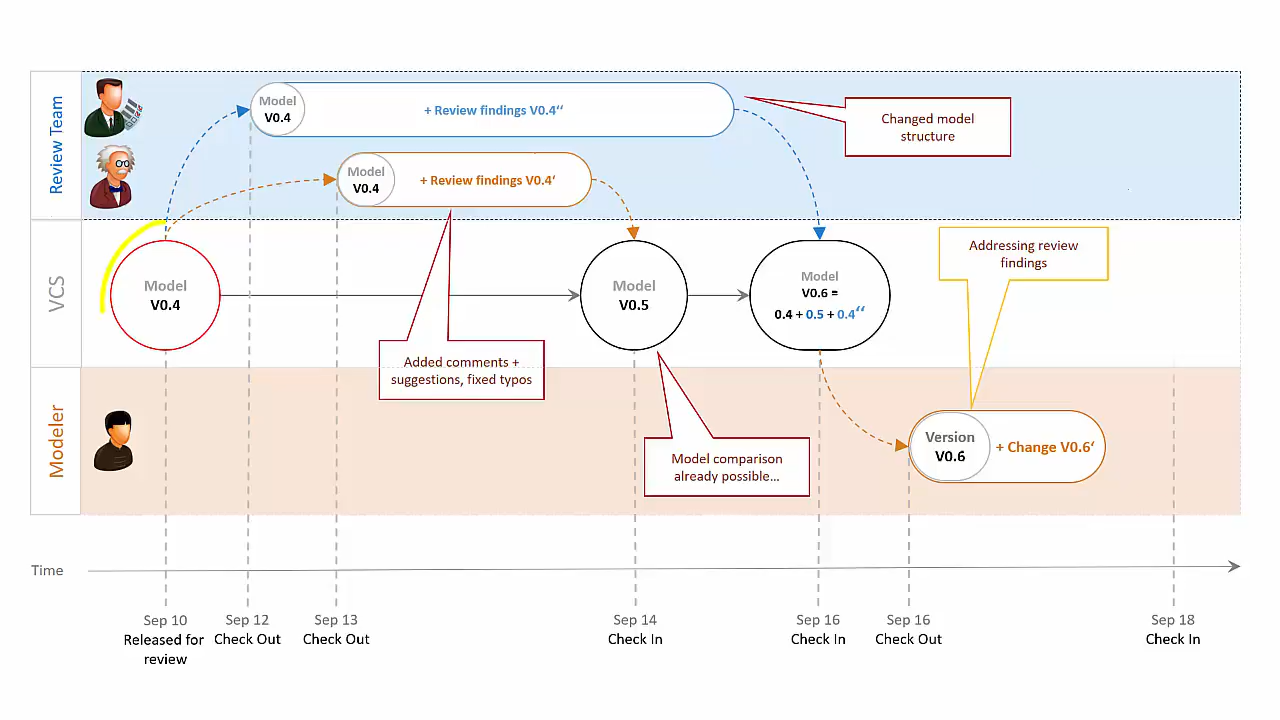 Review Team
Model
V0.4
+ Review findings V0.4‘‘
Changed model
structure
Model
V0.4
+ Review findings V0.4‘
VCS
Model
V0.4
Model
V0.5
Model
V0.6 =
0.4 + 0.5 + 0.4‘‘
Addressing review
findings
Added comments +
suggestions, fixed typos
Modeler
Model comparison
already possible…
Version
V0.6
+ Change V0.6‘
Time
Sep 10
Released for
review
Sep 12
Check Out
Sep 13
Check Out
Sep 14
Check In
Sep 16
Check In
Sep 16
Check Out
Sep 18
Check In